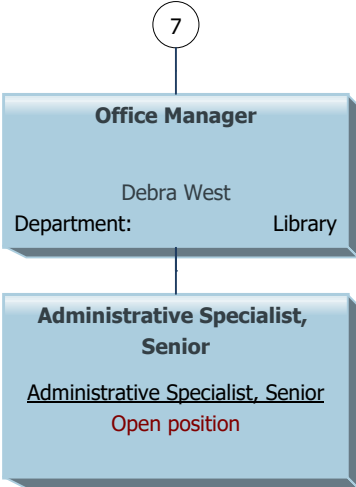 7
Office Manager
Debra West
Department: Library
Administrative Specialist,
Senior
Administrative Specialist, Senior
Open position